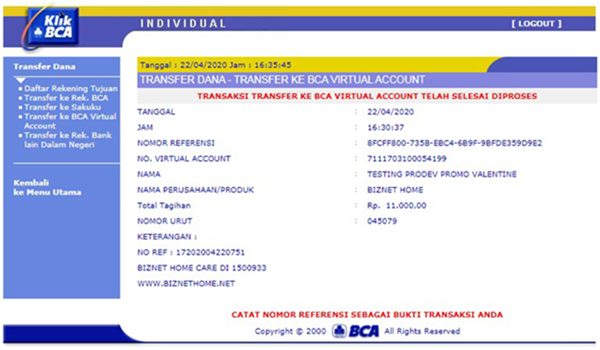 Klik BCA
INDIVIDUAL
[ LOGOUT ]
Transfer Dana
Daftar Rekening Tujuan
Transfer ke Rek. BCA
Transfer ke Sakuku
Transfer ke BCA Virtual Account
Transfer ke Rek. Bank lain Dalam Negeri
Kembali
ke Menu Utama
Tanggal : 22/04/2020 Jam : 16:35:45
TRANSFER DANA - TRANSFER KE BCA VIRTUAL ACCOUNT
TRANSAKSI TRANSFER KE BCA VIRTUAL ACCOUNT TELAH SELESAI DIPROSES
TANGGAL : 22/04/2020
JAM : 16:30:37
NOMOR REFERENSI : 8FCFF800-735B-EBC4-6B9F-9BFDE359D9E2
NO. VIRTUAL ACCOUNT : 7111703100054199
NAMA : TESTING PRODEV PROMO VALENTINE
NAMA PERUSAHAAN/PRODUK : BIZNET HOME
Total Tagihan : Rp. 11.000,00
NOMOR URUT : 045079
KETERANGAN :
NO REF : 17202004220751
BIZNET HOME CARE DI 1500933
WWW.BIZNETHOME.NET
CATAT NOMOR REFERENSI SEBAGAI BUKTI TRANSAKSI ANDA
Copyright © 2000 BCA All Rights Reserved